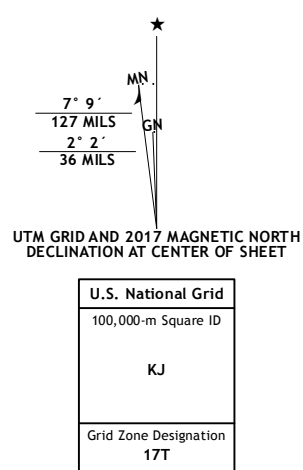 ★
MN
GN
7° 9´
127 MILS
2° 2´
36 MILS
UTM GRID AND 2017 MAGNETIC NORTH
DECLINATION AT CENTER OF SHEET
U.S. National Grid
100,000-m Square ID
KJ
Grid Zone Designation
17T